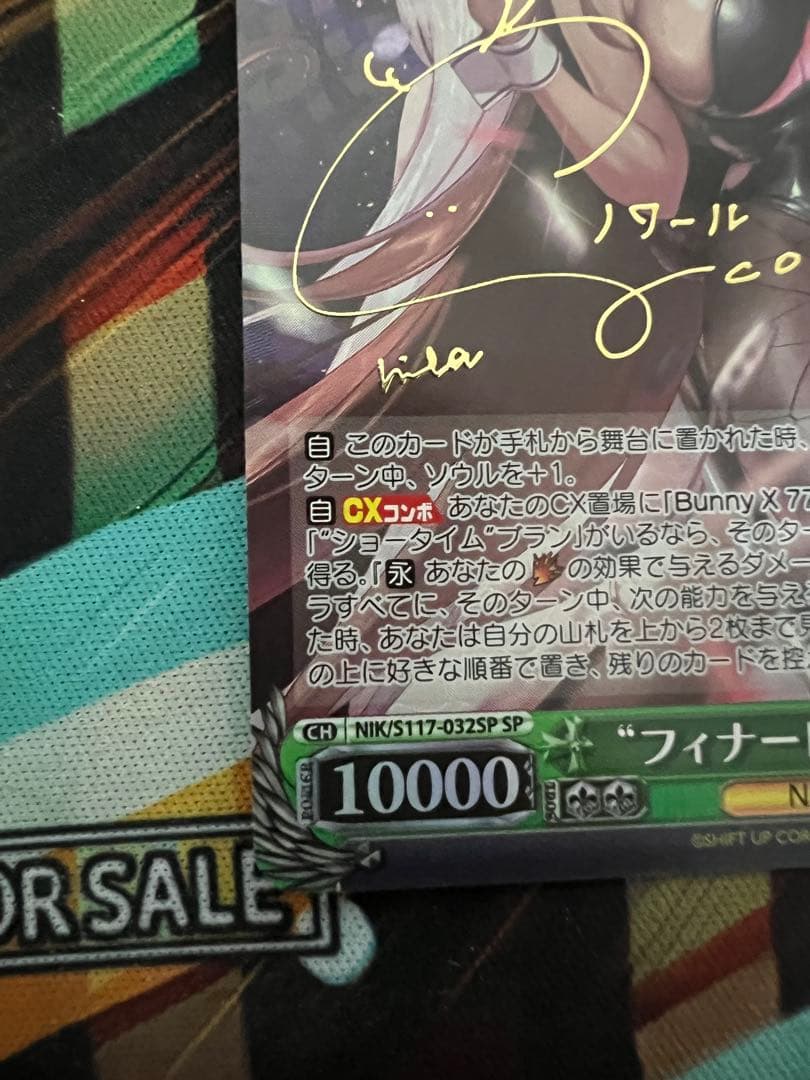 ノワール
co
自 このカードが手札から舞台に置かれた時、
ターン中、ソウルを+1。
自 CXコンボ あなたのCX置場に「Bunny X 77
「"ショータイム"ブラン」がいるなら、そのター
得る。『永 あなたの の効果で与えるダメー
うすべてに、そのターン中、次の能力を与え
た時、あなたは自分の山札を上から2枚まで見
の上に好きな順番で置き、残りのカードを控
CH NIK/S117-032SP SP
“フィナー
POWER 10000 SOUL
N
©SHIFT UP COR
OR SALE